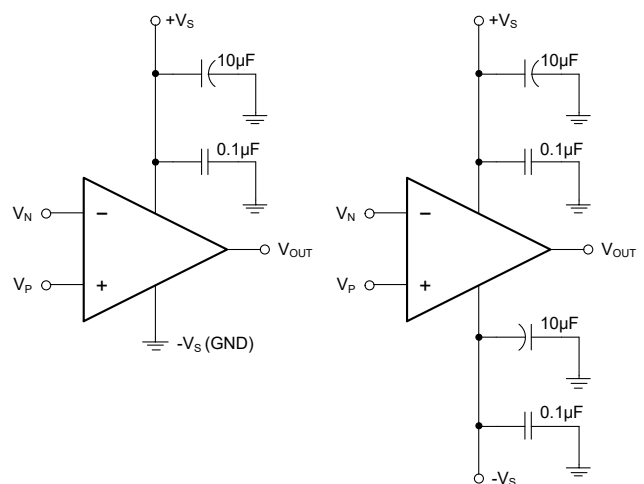 +VS
10µF
0.1µF
VN
−
VP
+
VOUT
-VS (GND)
+VS
10µF
0.1µF
VN
−
VP
+
VOUT
10µF
0.1µF
-VS